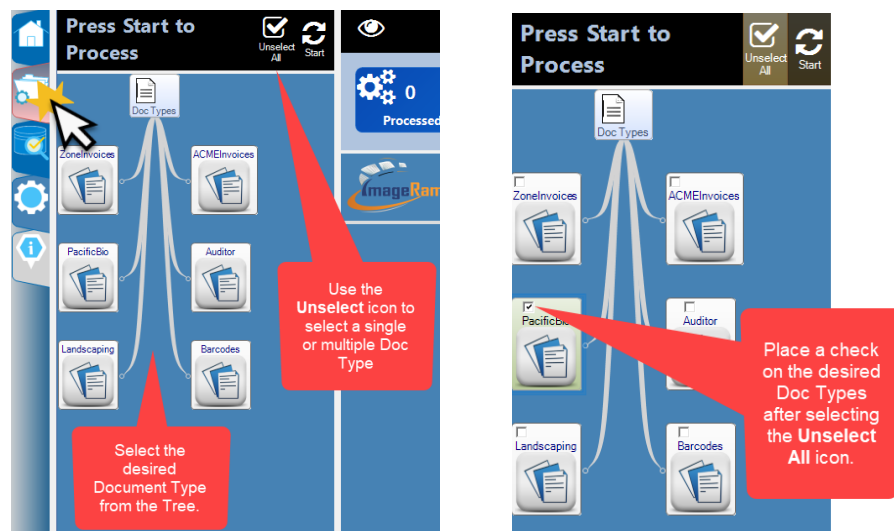 Press Start to
Process
Unselect
All
Start
0
Processed
Doc Types
ZoneInvoices
ACMEInvoices
ImageRam
PacificBio
Auditor
Landscaping
Barcodes
Use the
Unselect icon to
select a single
or multiple Doc
Type
Select the
desired
Document Type
from the Tree.
Press Start to
Process
Unselect
All
Start
Doc Types
ZoneInvoices
ACMEInvoices
PacificBio
Auditor
Landscaping
Barcodes
Place a check
on the desired
Doc Types
after selecting
the Unselect
All icon.